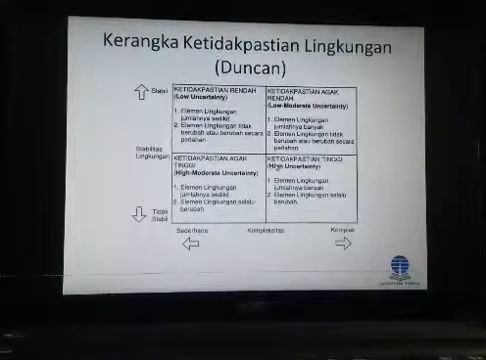 Kerangka Ketidakpastian Lingkungan
(Duncan)
Stabil
KETIDAKPASTIAN RENDAH
(Low Uncertainty)
1. Elemen Lingkungan
jumlahnya sedikit
2. Elemen Lingkungan tidak
berubah atau berubah secara
perlahan
KETIDAKPASTIAN AGAK
RENDAH
(Low-Moderate Uncertainty)
1. Elemen Lingkungan
jumlahnya banyak
2. Elemen Lingkungan tidak
berubah atau berubah secara
perlahan
Stabilitas
Lingkungan
KETIDAKPASTIAN AGAK
TINGGI
(High-Moderate Uncertainty)
1. Elemen Lingkungan
jumlahnya sedikit
2. Elemen Lingkungan selalu
berubah
KETIDAKPASTIAN TINGGI
(High Uncertainty)
1. Elemen Lingkungan
jumlahnya banyak
2. Elemen Lingkungan selalu
berubah
Tidak
Stabil
Sederhana
Kompleksitas
Komplek